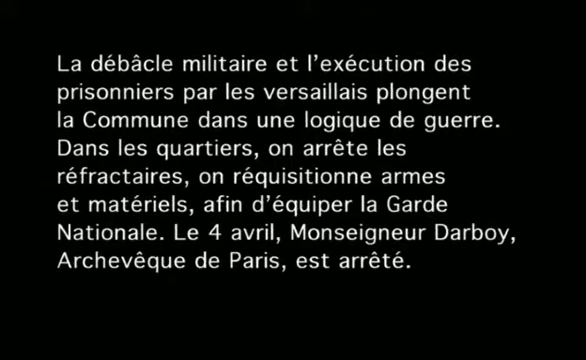 La débâcle militaire et l'exécution des
prisonniers par les versaillais plongent
la Commune dans une logique de guerre.
Dans les quartiers, on arrête les
réfractaires, on réquisitionne armes
et matériels, afin d'équiper la Garde
Nationale. Le 4 avril, Monseigneur Darboy,
Archevêque de Paris, est arrêté.